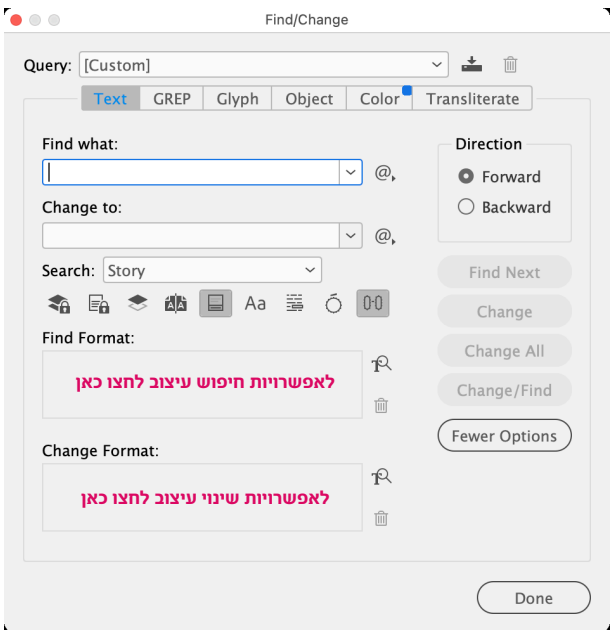 Find/Change
Query: [Custom]
Text GREP Glyph Object Color Transliterate
Find what:
Change to:
Search: Story
Aa
Find Format:
לאפשרויות חיפוש עיצוב לחצו כאן
Change Format:
לאפשרויות שינוי עיצוב לחצו כאן
Direction
Forward
Backward
Find Next
Change
Change All
Change/Find
Fewer Options
Done